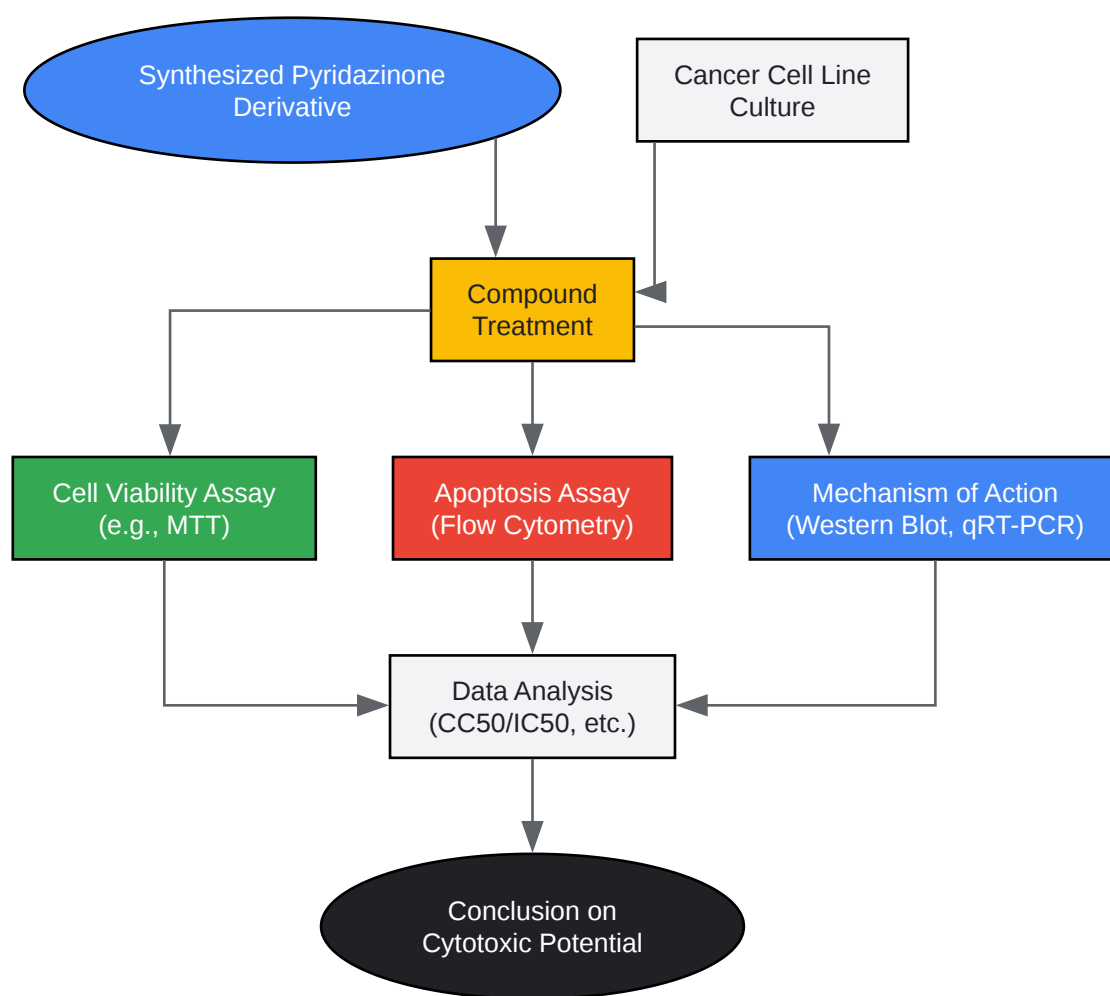 Synthesized Pyridazinone
Derivative
Cancer Cell Line
Culture
Compound
Treatment
Cell Viability Assay
(e.g., MTT)
Apoptosis Assay
(Flow Cytometry)
Mechanism of Action
(Western Blot, qRT-PCR)
Data Analysis
(CC50/IC50, etc.)
Conclusion on
Cytotoxic Potential